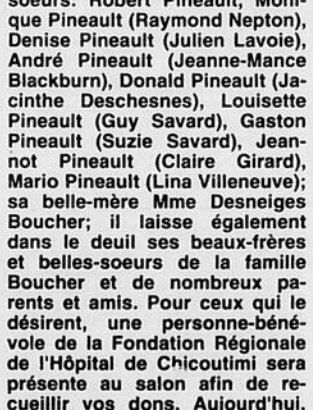 soeurs: Robert Pineault, Moni-
que Pineault (Raymond Nepton),
Denise Pineault (Julien Lavoie),
André Pineault (Jeanne-Mance
Blackburn), Donald Pineault (Ja-
cinthe Deschesnes), Louisette
Pineault (Guy Savard), Gaston
Pineault (Suzie Savard), Jean-
not Pineault (Claire Girard),
Mario Pineault (Lina Villeneuve);
sa belle-mère Mme Desneiges
Boucher; il laisse également
dans le deuil ses beaux-frères
et belles-soeurs de la famille
Boucher et de nombreux pa-
rents et amis. Pour ceux qui le
désirent, une personne-béné-
vole de la Fondation Régionale
de l'Hôpital de Chicoutimi sera
présente au salon afin de re-
cueillir vos dons. Aujourd'hui,